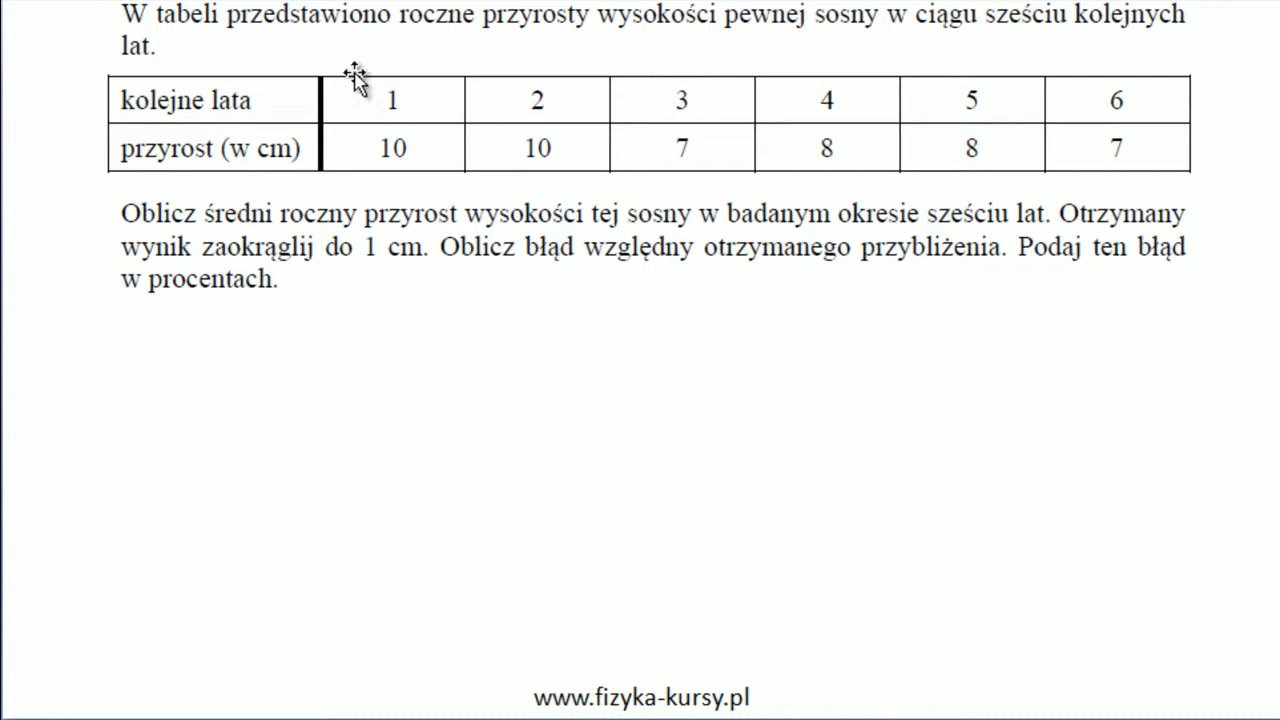 W tabeli przedstawiono roczne przyrosty wysokości pewnej sosny w ciągu sześciu kolejnych
lat.
kolejne lata 1 2 3 4 5 6
przyrost (w cm) 10 10 7 8 8 7
Oblicz średni roczny przyrost wysokości tej sosny w badanym okresie sześciu lat. Otrzymany
wynik zaokrąglij do 1 cm. Oblicz błąd względny otrzymanego przybliżenia. Podaj ten błąd
w procentach.
www.fizyka-kursy.pl